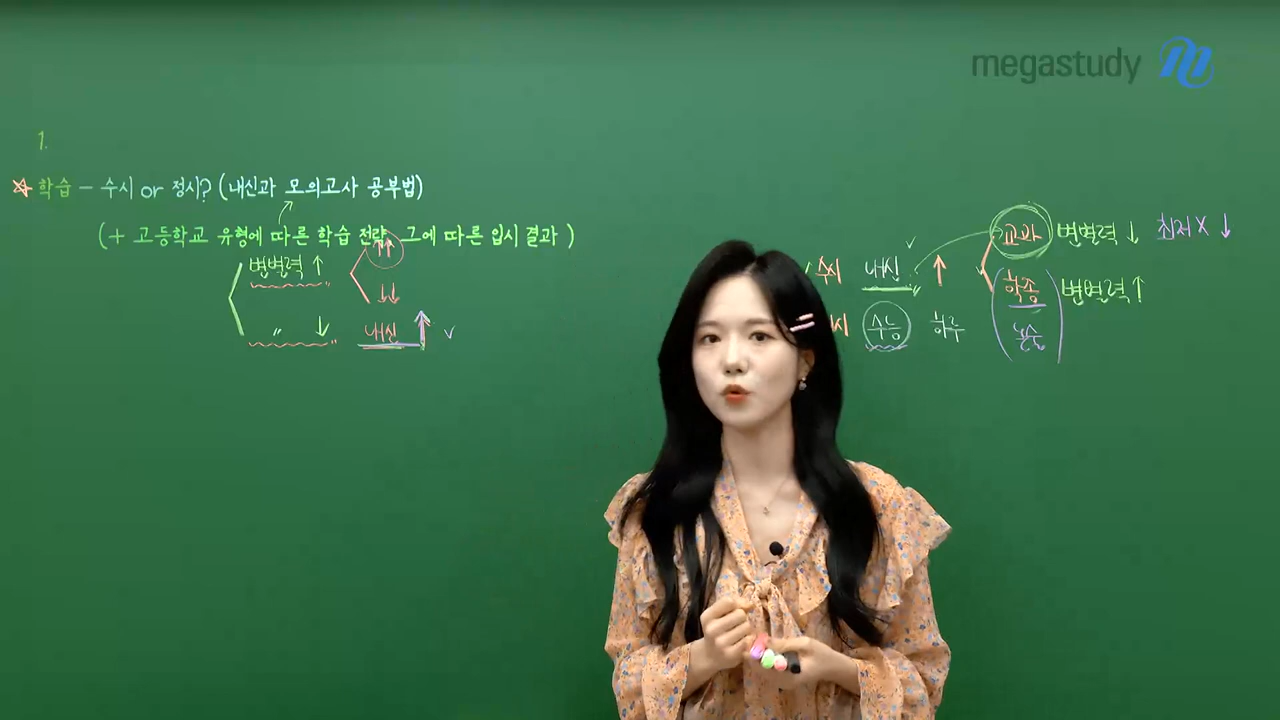 megastudy
1.
☆ 학습 - 수시 or 정시? (내신과 모의고사 공부법)
(+ 고등학교 유형에 따른 학습 전략 그에 따른 입시 결과)
변별력 ↑ ↑↑
↓↓
〃 ↓ 내신 ↑ ✓
교과 변별력 ↓ 최저 X ↓
수시 내신 ✓ ↑ 학종 변별력 ↑
시 수능 하루 논술